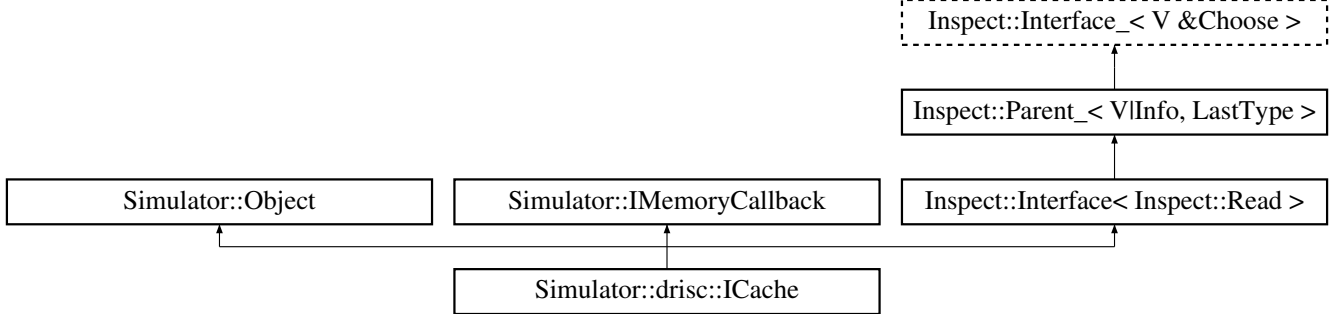 Inspect::Interface_< V &Choose >
Inspect::Parent_< V|Info, LastType >
Simulator::Object
Simulator::IMemoryCallback
Inspect::Interface< Inspect::Read >
Simulator::drisc::ICache